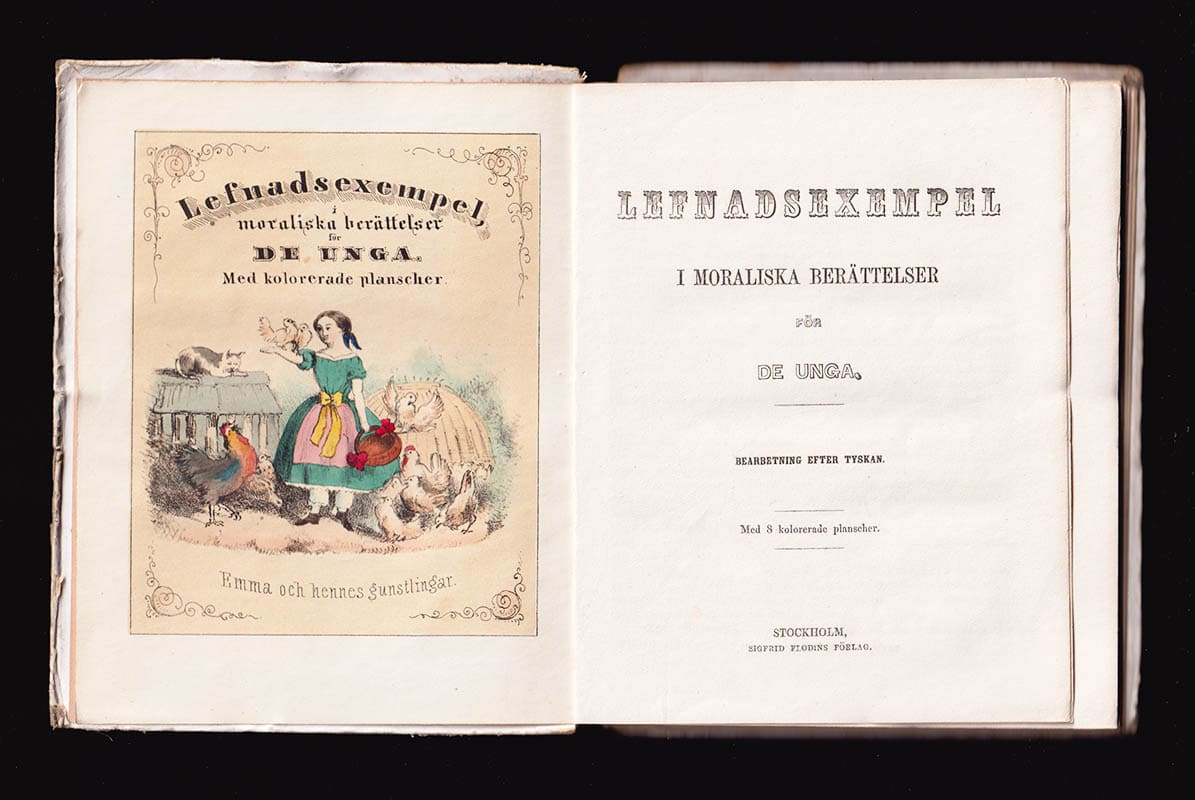 Lefnadsexempel,
i
moraliska berättelser
för
DE UNGA.
Med kolorerade planscher.
Emma och hennes gunstlingar.
LEFNADSEXEMPEL
I MORALISKA BERÄTTELSER
FÖR
DE UNGA.
BEARBETNING EFTER TYSKAN.
Med 8 kolorerade planscher.
STOCKHOLM,
SIGFRID FLODINS FÖRLAG.